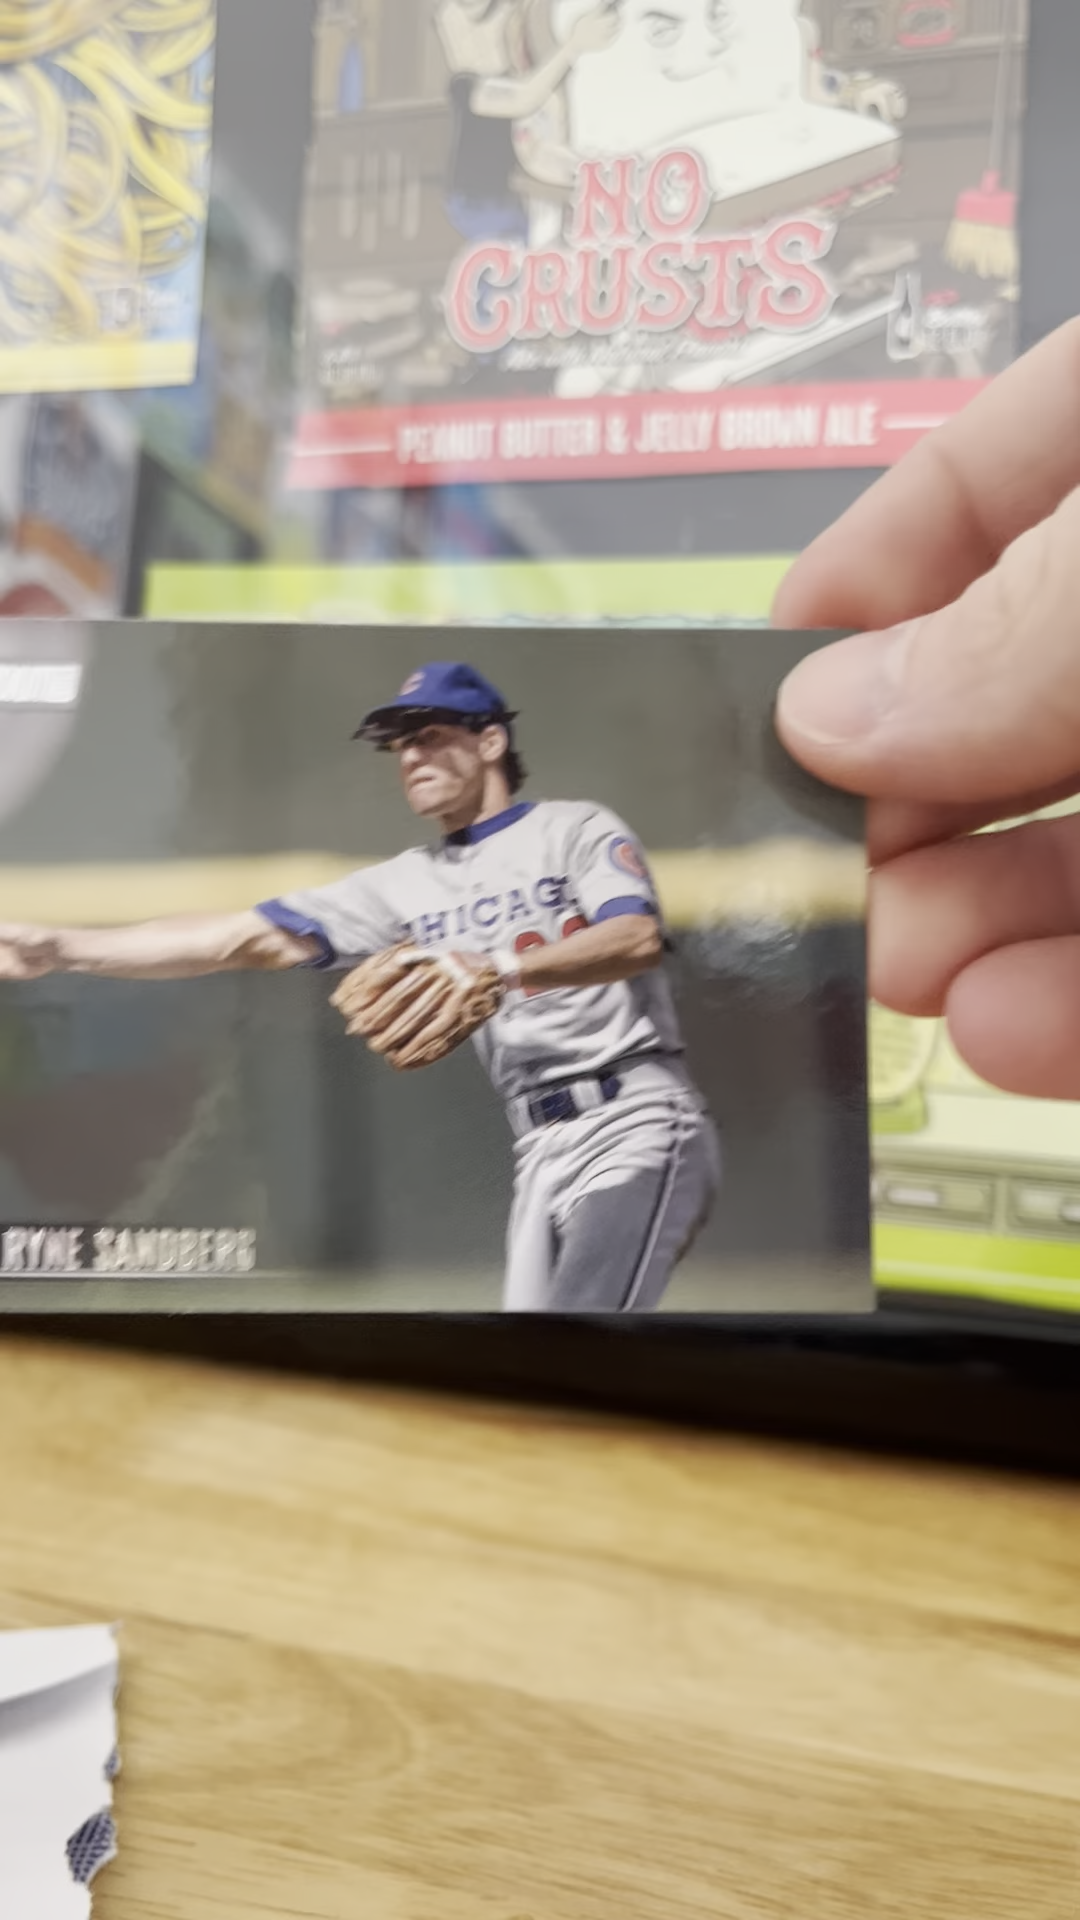 NO
CRUSTS
PEANUT BUTTER & JELLY BROWN ALE
CHICAGO
RYNE SANDBERG